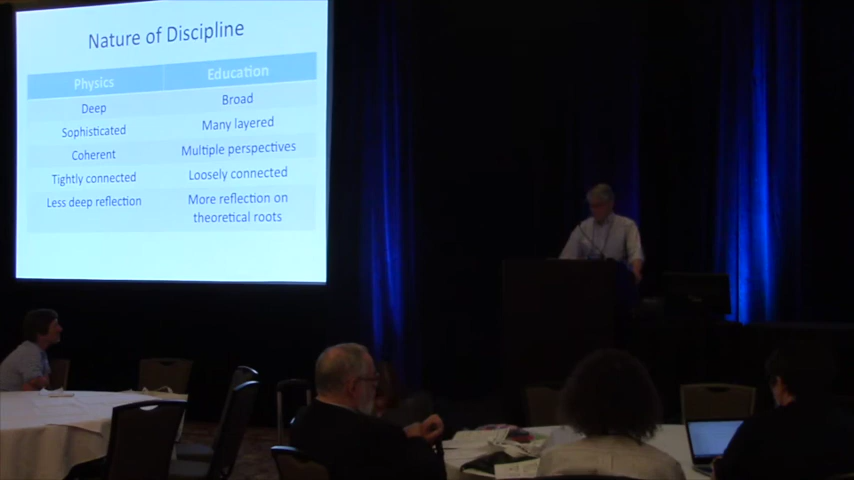 Nature of Discipline
Physics Education
Deep Broad
Sophisticated Many layered
Coherent Multiple perspectives
Tightly connected Loosely connected
Less deep reflection More reflection on
theoretical roots